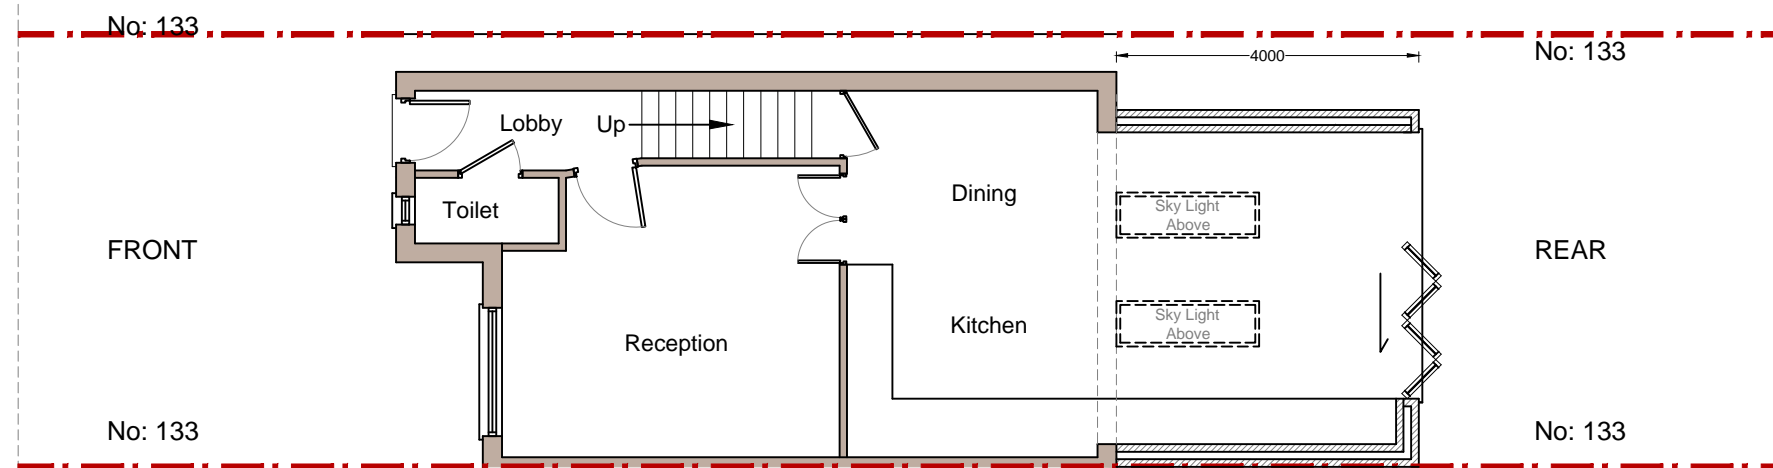 No: 133
No: 133
4000
Lobby
Up
Toilet
Dining
Sky Light
Above
FRONT
REAR
Sky Light
Above
Kitchen
Reception
No: 133
No: 133